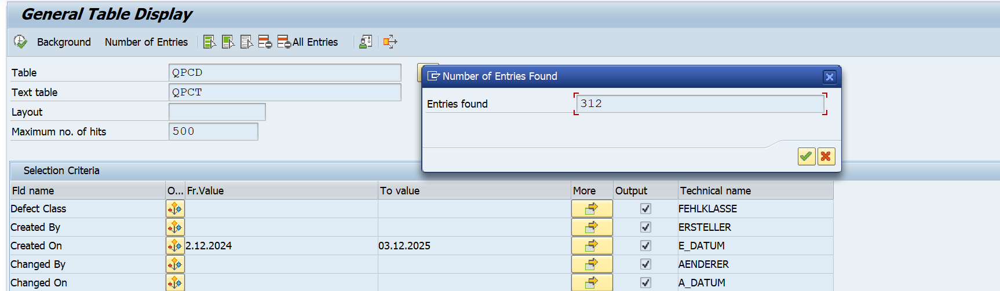 General Table Display
Background Number of Entries All Entries
Table QPCD
Text table QPCT
Layout
Maximum no. of hits 500
Number of Entries Found
Entries found 312
Selection Criteria
Fld name O... Fr.Value To value More Output Technical name
Defect Class FEHLKLASSE
Created By ERSTELLER
Created On 2.12.2024 03.12.2025 E_DATUM
Changed By AENDERER
Changed On A_DATUM